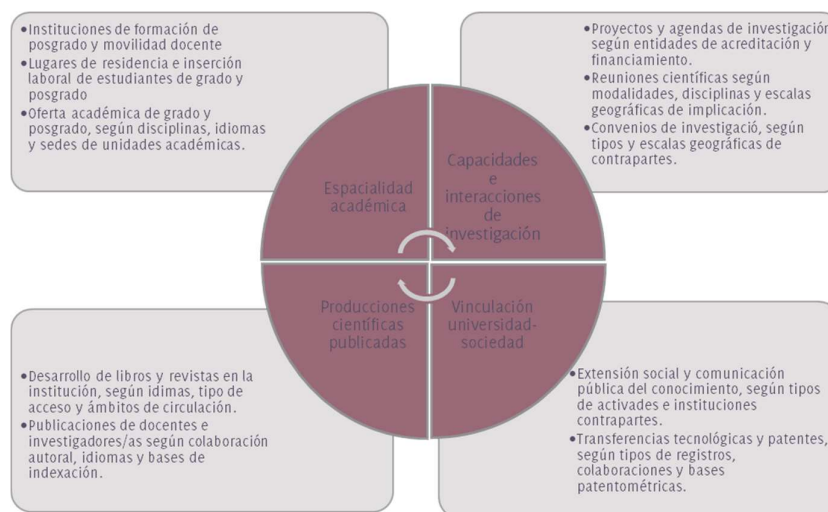 •Instituciones de formación de
posgrado y movilidad docente
•Lugares de residencia e inserción
laboral de estudiantes de grado y
posgrado
•Oferta académica de grado y
posgrado, según disciplinas, idiomas
y sedes de unidades académicas.
•Proyectos y agendas de investigación
según entidades de acreditación y
financiamiento.
•Reuniones científicas según
modalidades, disciplinas y escalas
geográficas de implicación.
•Convenios de investigació, según
tipos y escalas geográficas de
contrapartes.
Espacialidad
académica
Capacidades
e
interacciones
de
investigación
Producciones
científicas
publicadas
Vinculación
universidad-
sociedad
•Desarrollo de libros y revistas en la
institución, según idimas, tipo de
acceso y ámbitos de circulación.
•Publicaciones de docentes e
investigadores/as según colaboración
autoral, idiomas y bases de
indexación.
•Extensión social y comunicación
pública del conocimiento, según tipos
de activades e instituciones
contrapartes.
•Transferencias tecnológicas y patentes,
según tipos de registros,
colaboraciones y bases
patentométricas.